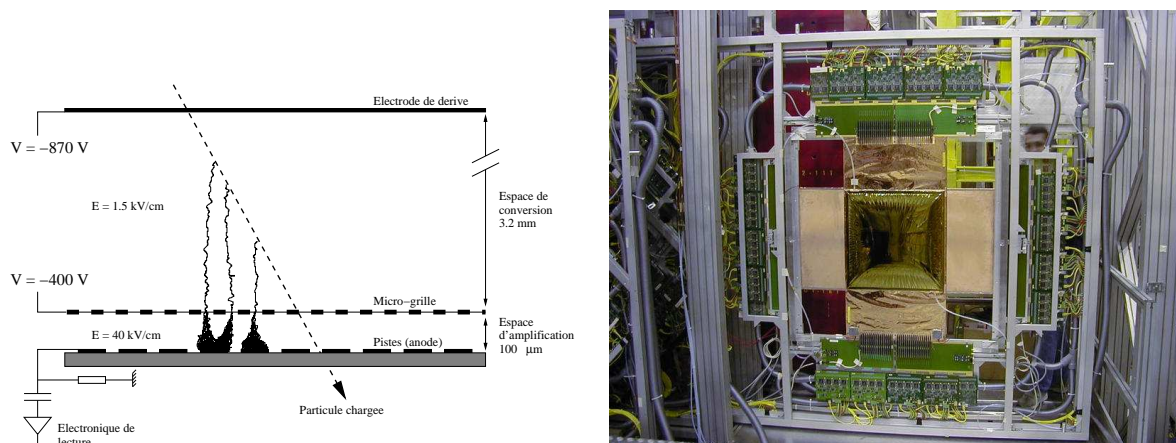 Electrode de derive
V = −870 V
E = 1.5 kV/cm
Espace de
conversion
3.2 mm
V = −400 V
Micro−grille
E = 40 kV/cm
Espace
d'amplification
100 μm
Pistes (anode)
Particule chargee
Electronique de
lecture